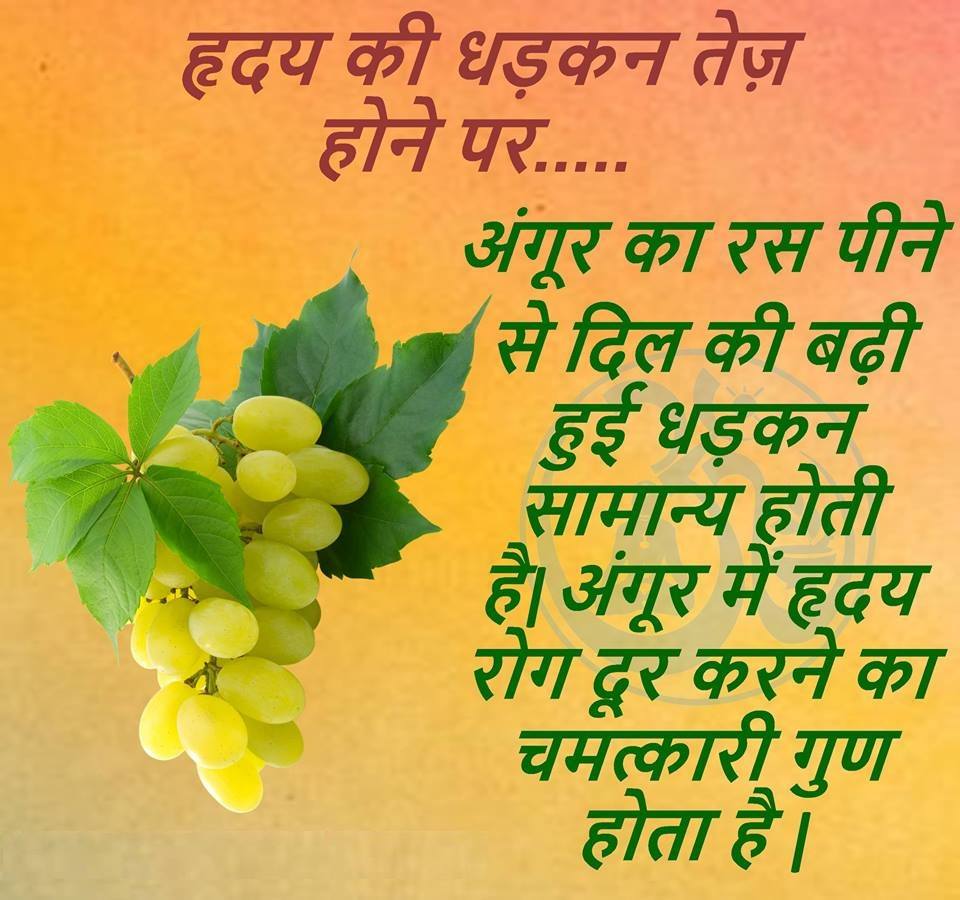 हृदय की धड़कन तेज़
होने पर.....
अंगूर का रस पीने
से दिल की बढ़ी
हुई धड़कन
सामान्य होती
है| अंगूर में हृदय
रोग दूर करने का
चमत्कारी गुण
होता है |